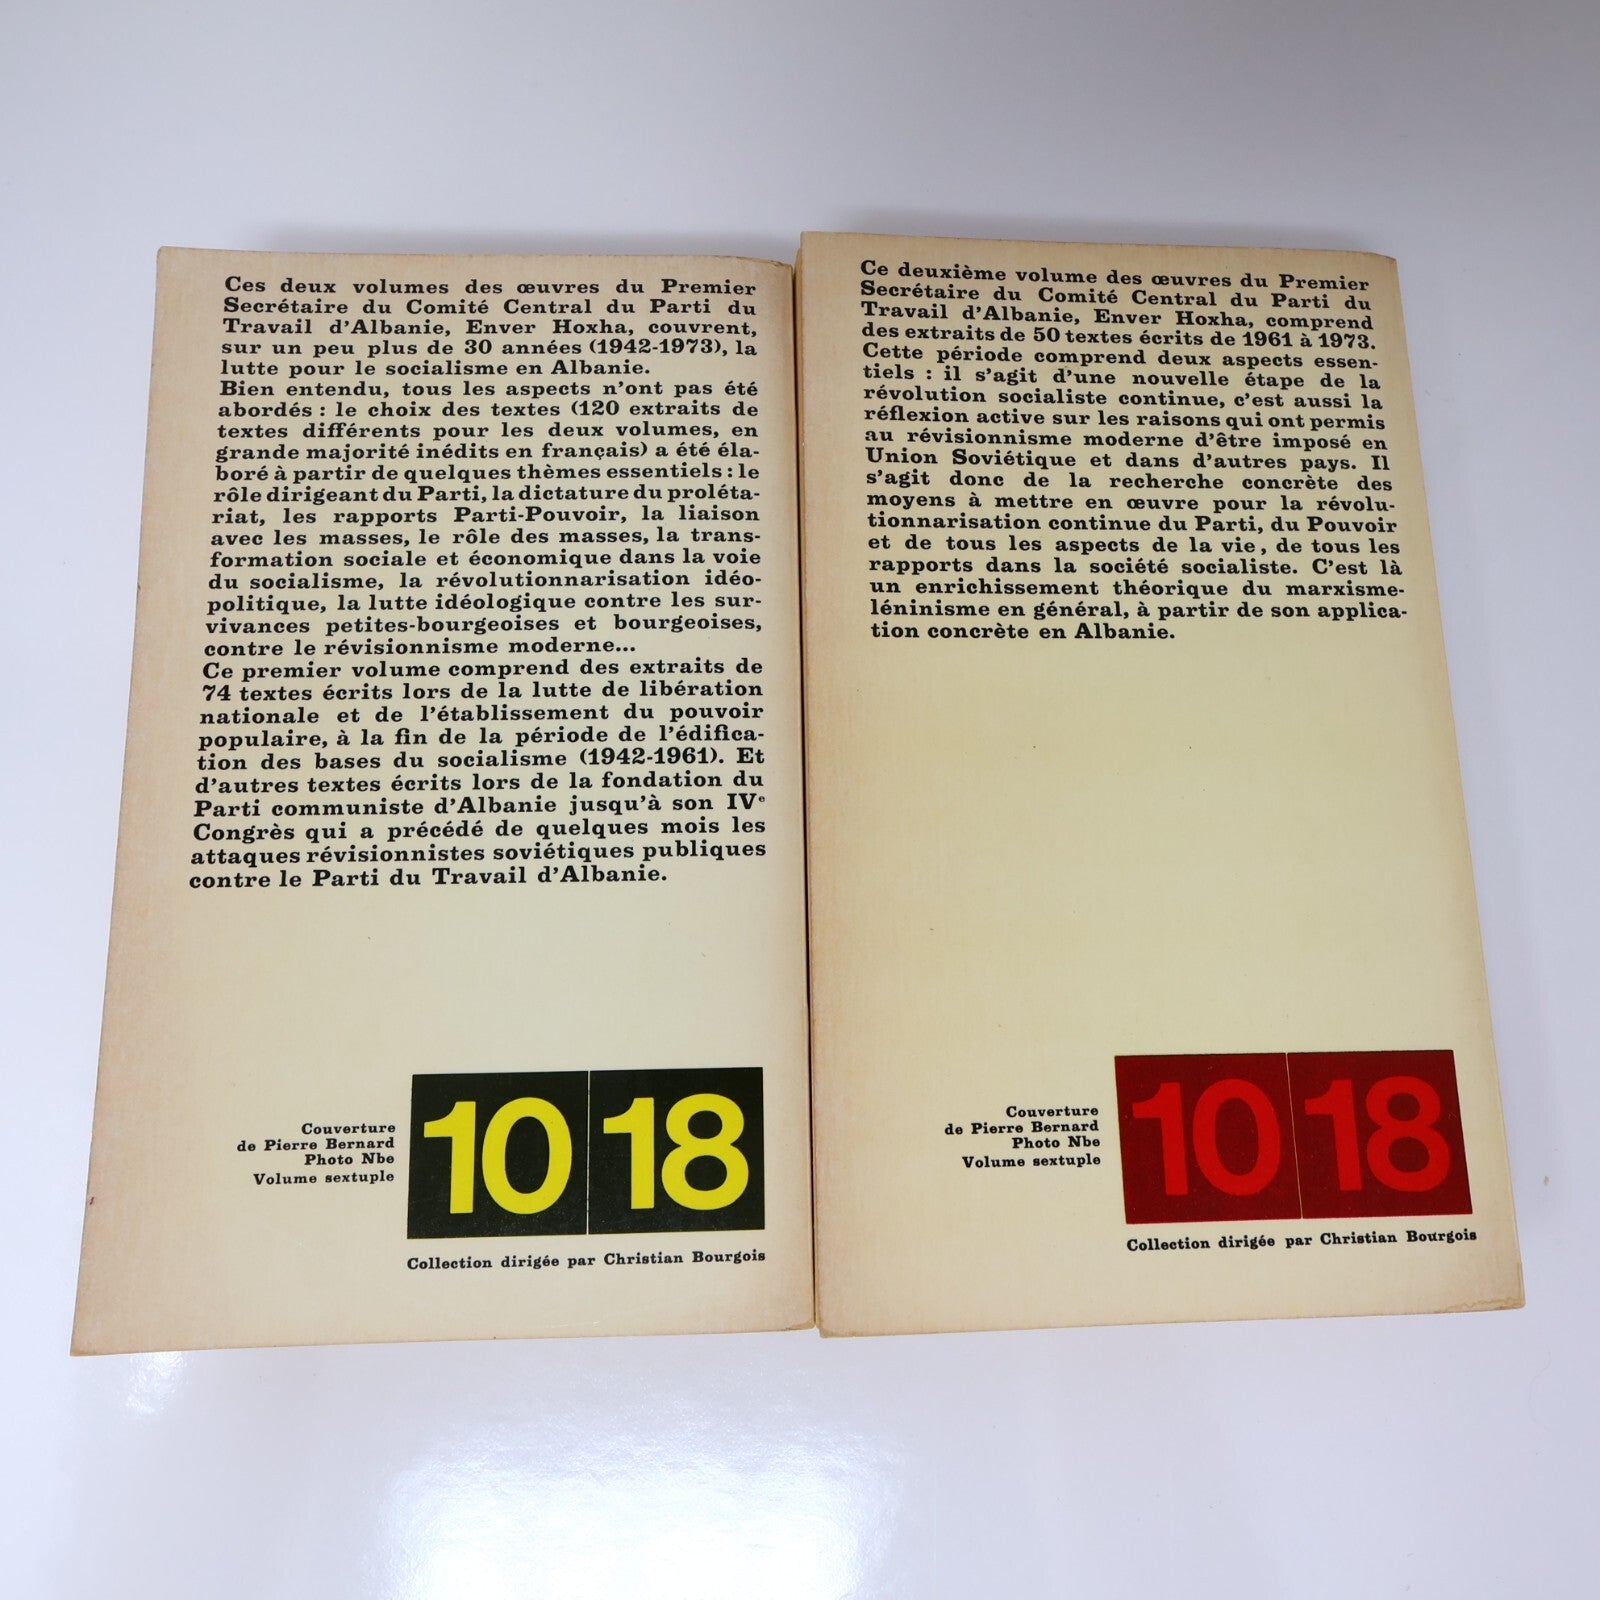 Ces deux volumes des œuvres du Premier
Secrétaire du Comité Central du Parti du
Travail d'Albanie, Enver Hoxha, couvrent,
sur un peu plus de 30 années (1942-1973), la
lutte pour le socialisme en Albanie.
Bien entendu, tous les aspects n'ont pas été
abordés : le choix des textes (120 extraits de
textes différents pour les deux volumes, en
grande majorité inédits en français) a été éla-
boré à partir de quelques thèmes essentiels : le
rôle dirigeant du Parti, la dictature du proléta-
riat, les rapports Parti-Pouvoir, la liaison
avec les masses, le rôle des masses, la trans-
formation sociale et économique dans la voie
du socialisme, la révolutionnarisation idéo-
politique, la lutte idéologique contre les sur-
vivances petites-bourgeoises et bourgeoises,
contre le révisionnisme moderne...
Ce premier volume comprend des extraits de
74 textes écrits lors de la lutte de libération
nationale et de l'établissement du pouvoir
populaire, à la fin de la période de l'édifica-
tion des bases du socialisme (1942-1961). Et
d'autres textes écrits lors de la fondation du
Parti communiste d'Albanie jusqu'à son IVe
Congrès qui a précédé de quelques mois les
attaques révisionnistes soviétiques publiques
contre le Parti du Travail d'Albanie.
Couverture
de Pierre Bernard
Photo Nbe
Volume sextuple
10 18
Collection dirigée par Christian Bourgois
Ce deuxième volume des œuvres du Premier
Secrétaire du Comité Central du Parti du
Travail d'Albanie, Enver Hoxha, comprend
des extraits de 50 textes écrits de 1961 à 1973.
Cette période comprend deux aspects essen-
tiels : il s'agit d'une nouvelle étape de la
révolution socialiste continue, c'est aussi la
réflexion active sur les raisons qui ont permis
au révisionnisme moderne d'être imposé en
Union Soviétique et dans d'autres pays. Il
s'agit donc de la recherche concrète des
moyens à mettre en œuvre pour la révolu-
tionnarisation continue du Parti, du Pouvoir
et de tous les aspects de la vie, de tous les
rapports dans la société socialiste. C'est là
un enrichissement théorique du marxisme-
léninisme en général, à partir de son applica-
tion concrète en Albanie.
Couverture
de Pierre Bernard
Photo Nbe
Volume sextuple
10 18
Collection dirigée par Christian Bourgois